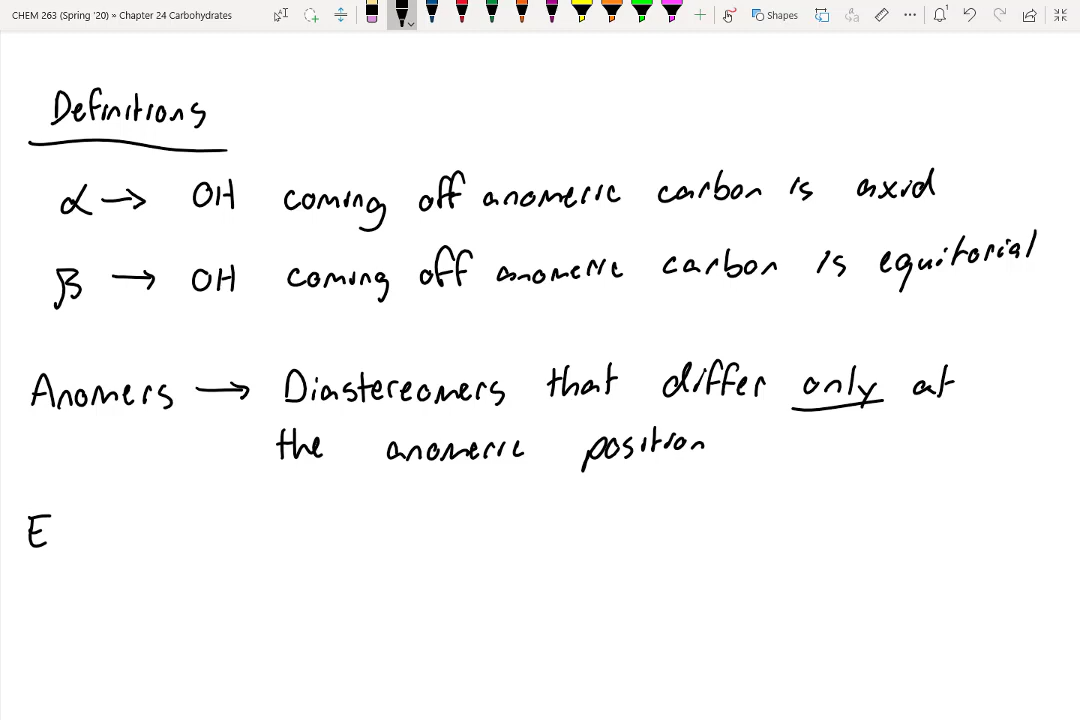 CHEM 263 (Spring '20) » Chapter 24 Carbohydrates
Shapes
Definitions
α → OH coming off anomeric carbon is axial
β → OH coming off anomeric carbon is equitorial
Anomers → Diastereomers that differ only at
the anomeric position
E